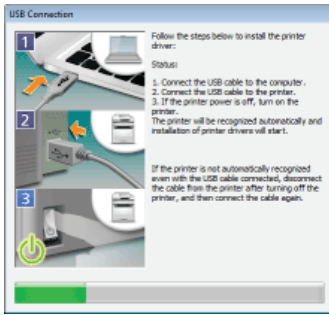 USB Connection
1
Follow the steps below to install the printer
driver:
Status:
1. Connect the USB cable to the computer.
2. Connect the USB cable to the printer.
3. If the printer power is off, turn on the
printer.
The printer will be recognized automatically and
installation of printer drivers will start.
2
If the printer is not automatically recognized
even with the USB cable connected, disconnect
the cable from the printer after turning off the
printer, and then connect the cable again.
3